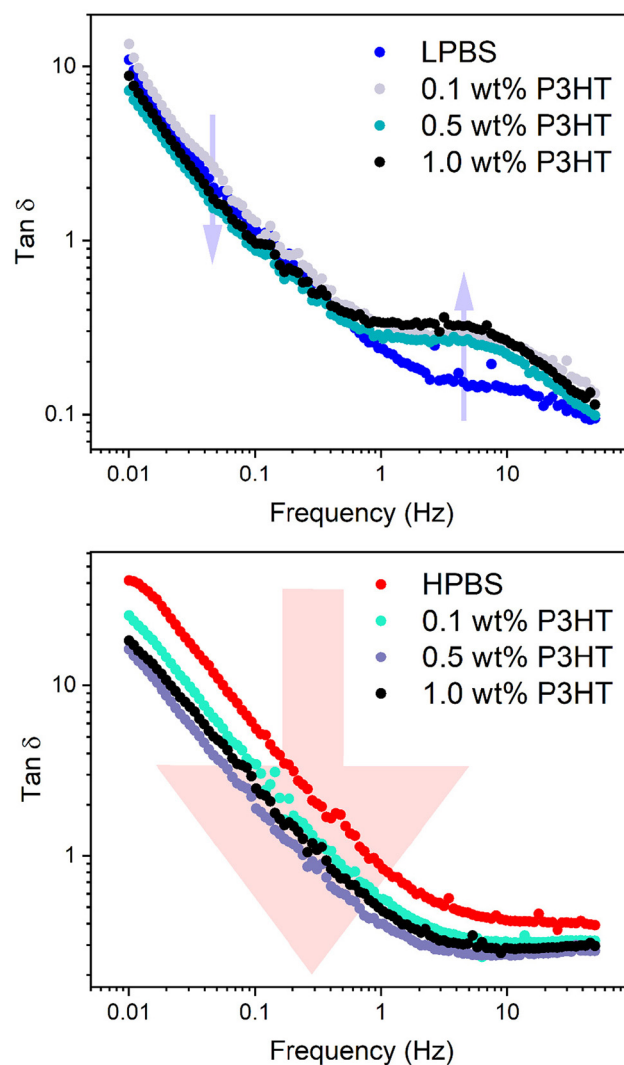 LPBS
0.1 wt% P3HT
0.5 wt% P3HT
1.0 wt% P3HT
10
1
0.1
Tan δ
0.01
0.1
1
10
Frequency (Hz)
HPBS
0.1 wt% P3HT
0.5 wt% P3HT
1.0 wt% P3HT
10
1
Tan δ
0.01
0.1
1
10
Frequency (Hz)